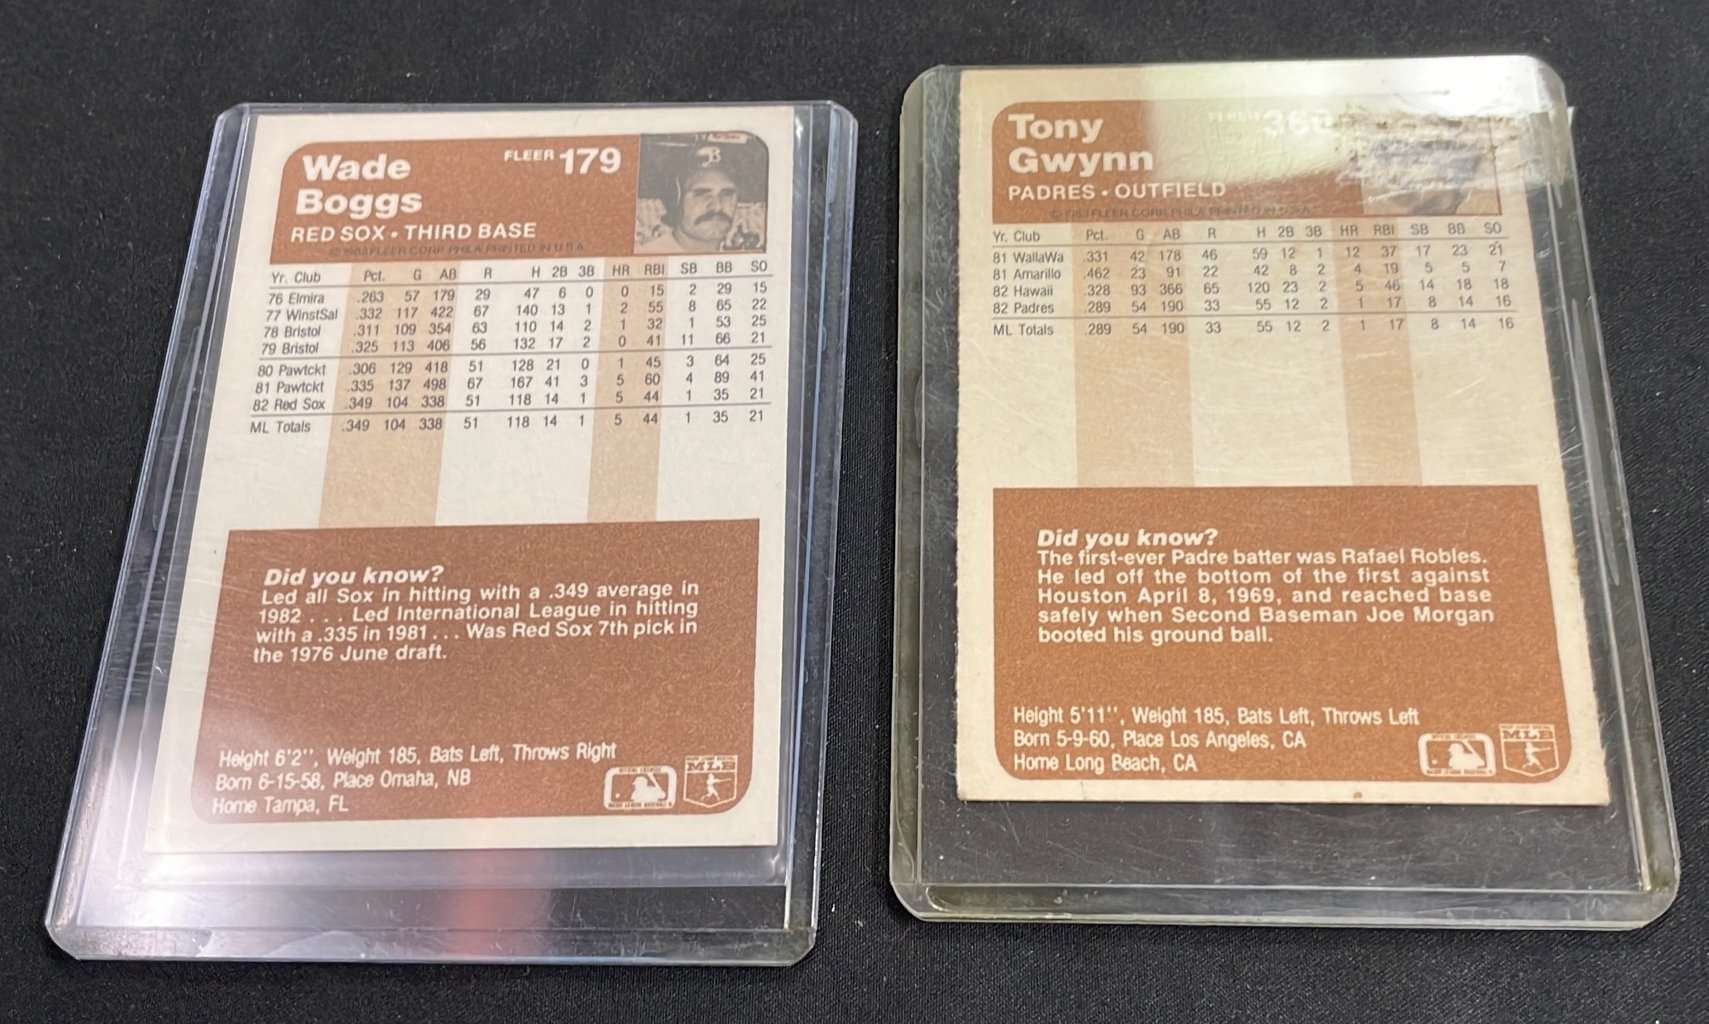 Wade
Boggs
FLEER 179
RED SOX • THIRD BASE
© 1983 FLEER CORP. PHILA. PRINTED IN U.S.A.
Yr. Club Pct. G AB R H 2B 3B HR RBI SB BB SO
76 Elmira .263 57 179 29 47 6 0 0 15 2 29 15
77 WinstSal .332 117 422 67 140 13 1 2 55 8 65 22
78 Bristol .311 109 354 63 110 14 2 1 32 1 53 25
79 Bristol .325 113 406 56 132 17 2 0 41 11 66 21
80 Pawtckt .306 129 418 51 128 21 0 1 45 3 64 25
81 Pawtckt .335 137 498 67 167 41 3 5 60 4 89 41
82 Red Sox .349 104 338 51 118 14 1 5 44 1 35 21
ML Totals .349 104 338 51 118 14 1 5 44 1 35 21
Did you know?
Led all Sox in hitting with a .349 average in
1982 . . . Led International League in hitting
with a .335 in 1981 . . . Was Red Sox 7th pick in
the 1976 June draft.
Height 6'2", Weight 185, Bats Left, Throws Right
Born 6-15-58, Place Omaha, NB
Home Tampa, FL
Tony
Gwynn
FLEER 360
PADRES • OUTFIELD
© 1983 FLEER CORP. PHILA. PRINTED IN U.S.A.
Yr. Club Pct. G AB R H 2B 3B HR RBI SB BB SO
81 WallaWa .331 42 178 46 59 12 1 12 37 17 23 21
81 Amarillo .462 23 91 22 42 8 2 4 19 5 5 7
82 Hawaii .328 93 366 65 120 23 2 5 46 14 18 18
82 Padres .289 54 190 33 55 12 2 1 17 8 14 16
ML Totals .289 54 190 33 55 12 2 1 17 8 14 16
Did you know?
The first-ever Padre batter was Rafael Robles.
He led off the bottom of the first against
Houston April 8, 1969, and reached base
safely when Second Baseman Joe Morgan
booted his ground ball.
Height 5'11", Weight 185, Bats Left, Throws Left
Born 5-9-60, Place Los Angeles, CA
Home Long Beach, CA